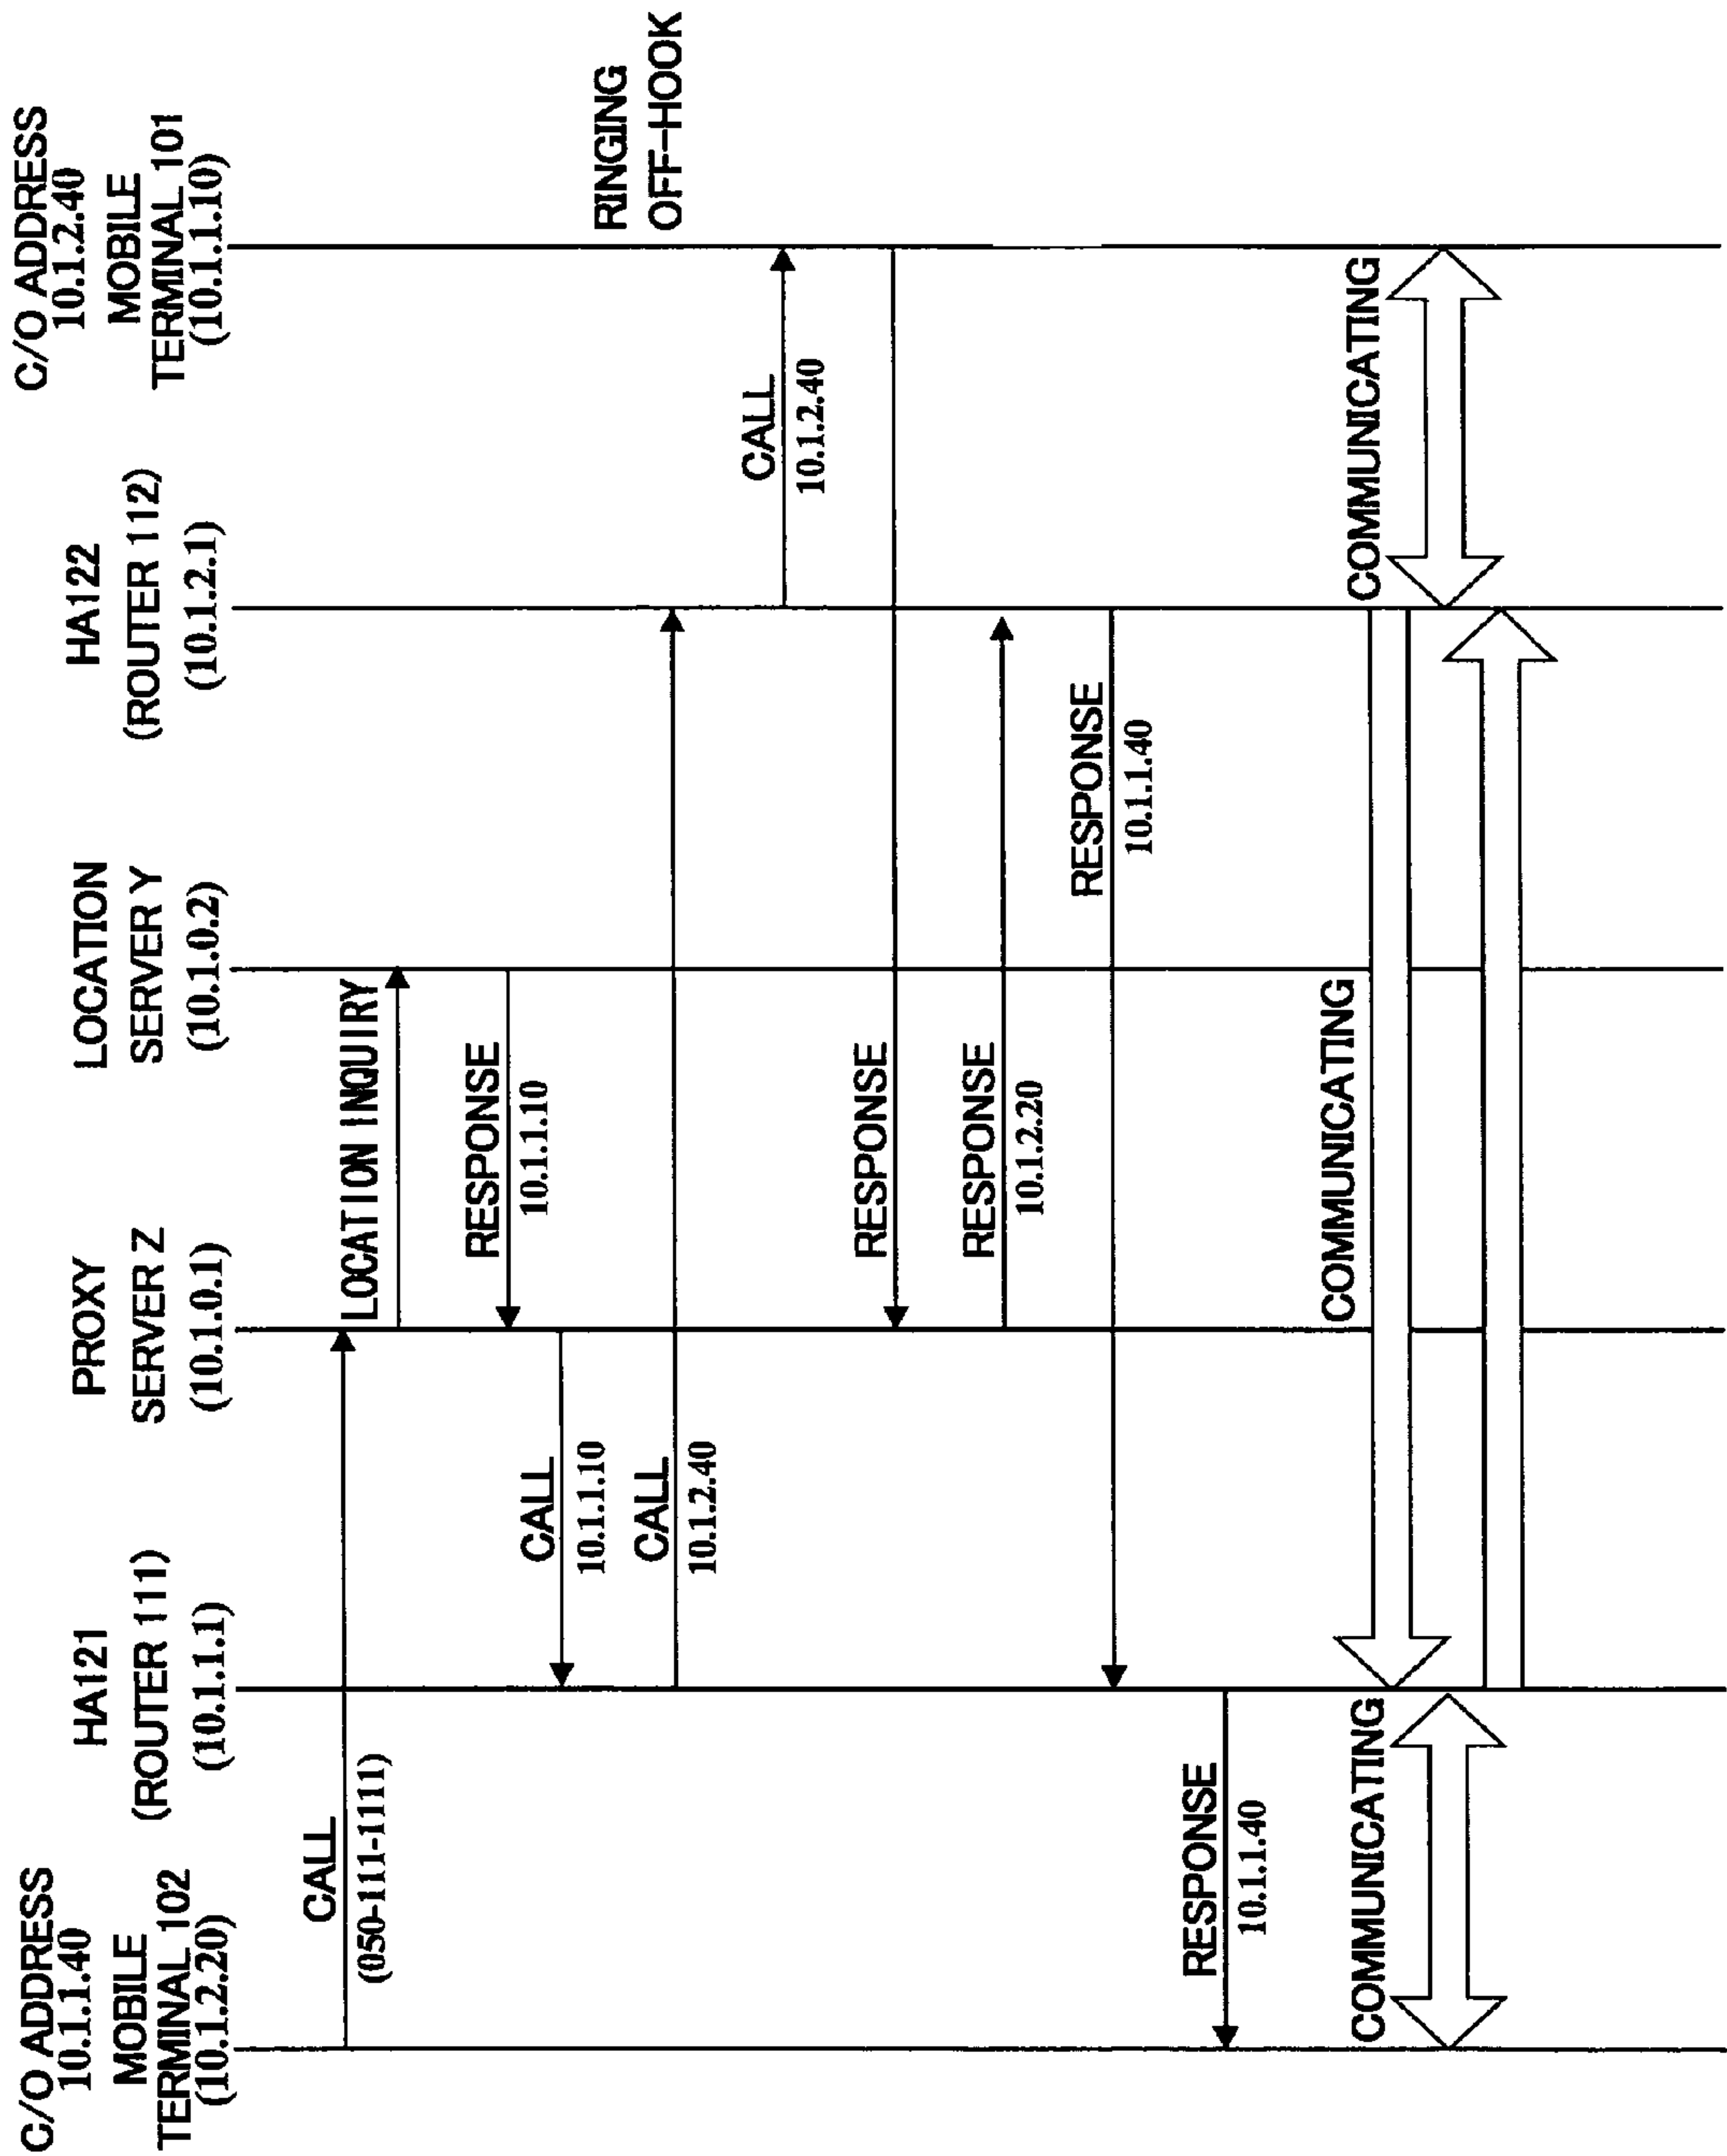 C/O ADDRESS
10.1.1.40
MOBILE
TERMINAL 102
(10.1.2.20)
HA121
(ROUTER 111)
(10.1.1.1)
PROXY
SERVER Z
(10.1.0.1)
LOCATION
SERVER Y
(10.1.0.2)
HA122
(ROUTER 112)
(10.1.2.1)
C/O ADDRESS
10.1.2.40
MOBILE
TERMINAL 101
(10.1.1.10)
CALL
(050-111-1111)
LOCATION INQUIRY
RESPONSE
10.1.1.10
CALL
10.1.1.10
CALL
10.1.2.40
CALL
10.1.2.40
RINGING
OFF-HOOK
RESPONSE
RESPONSE
10.1.2.20
RESPONSE
10.1.1.40
RESPONSE
10.1.1.40
COMMUNICATING
COMMUNICATING
COMMUNICATING